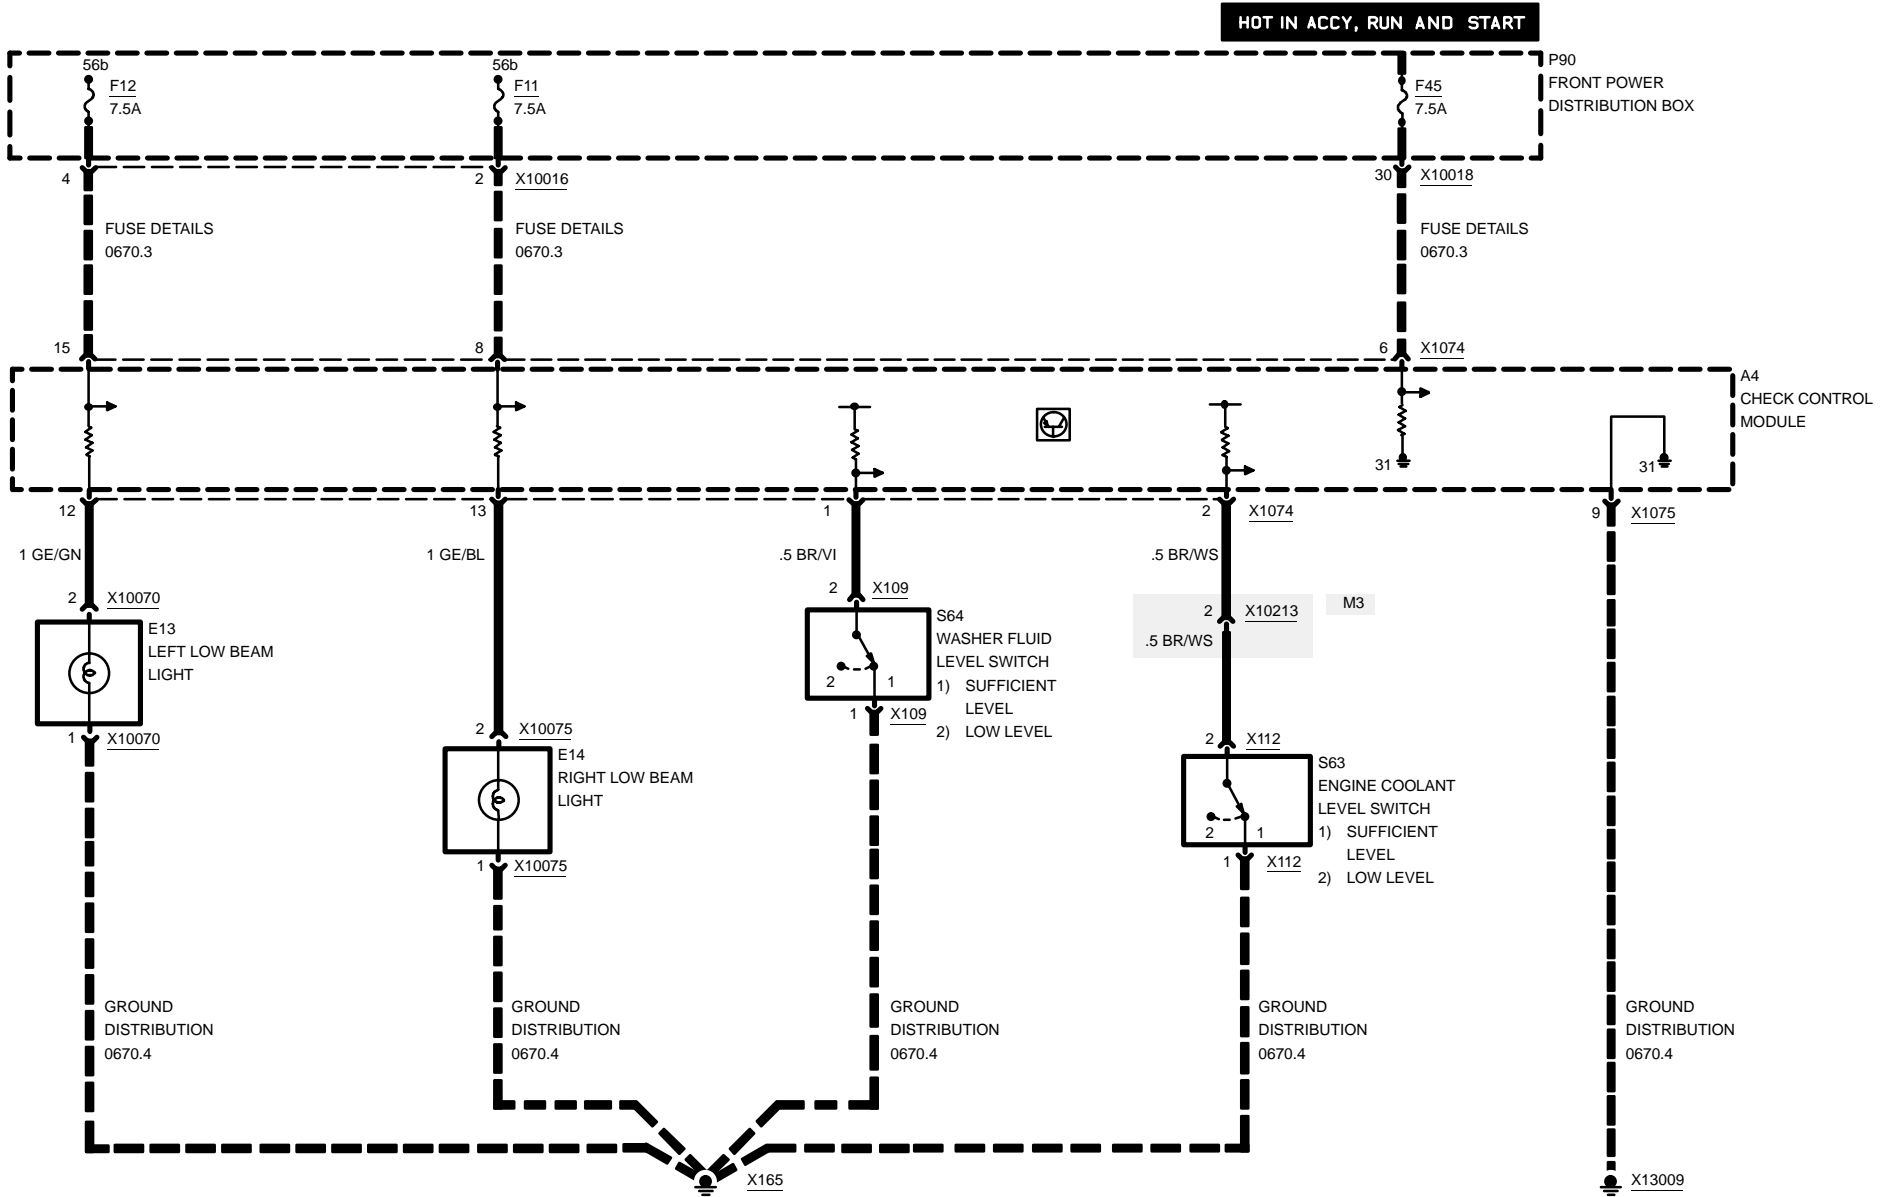 HOT IN ACCY, RUN AND START
56b
F12
7.5A
56b
F11
7.5A
F45
7.5A
P90
FRONT POWER
DISTRIBUTION BOX
4
2
X10016
30
X10018
FUSE DETAILS
0670.3
FUSE DETAILS
0670.3
FUSE DETAILS
0670.3
15
8
6
X1074
A4
CHECK CONTROL
MODULE
31
31
12
13
1
2
X1074
9
X1075
1 GE/GN
1 GE/BL
.5 BR/VI
.5 BR/WS
2
X10070
2
X109
2
X10213
M3
.5 BR/WS
E13
LEFT LOW BEAM
LIGHT
S64
WASHER FLUID
LEVEL SWITCH
1) SUFFICIENT
LEVEL
2) LOW LEVEL
2
1
1
X109
1
X10070
2
X10075
2
X112
E14
RIGHT LOW BEAM
LIGHT
S63
ENGINE COOLANT
LEVEL SWITCH
1) SUFFICIENT
LEVEL
2) LOW LEVEL
2
1
1
X10075
1
X112
GROUND
DISTRIBUTION
0670.4
GROUND
DISTRIBUTION
0670.4
GROUND
DISTRIBUTION
0670.4
GROUND
DISTRIBUTION
0670.4
GROUND
DISTRIBUTION
0670.4
X165
X13009